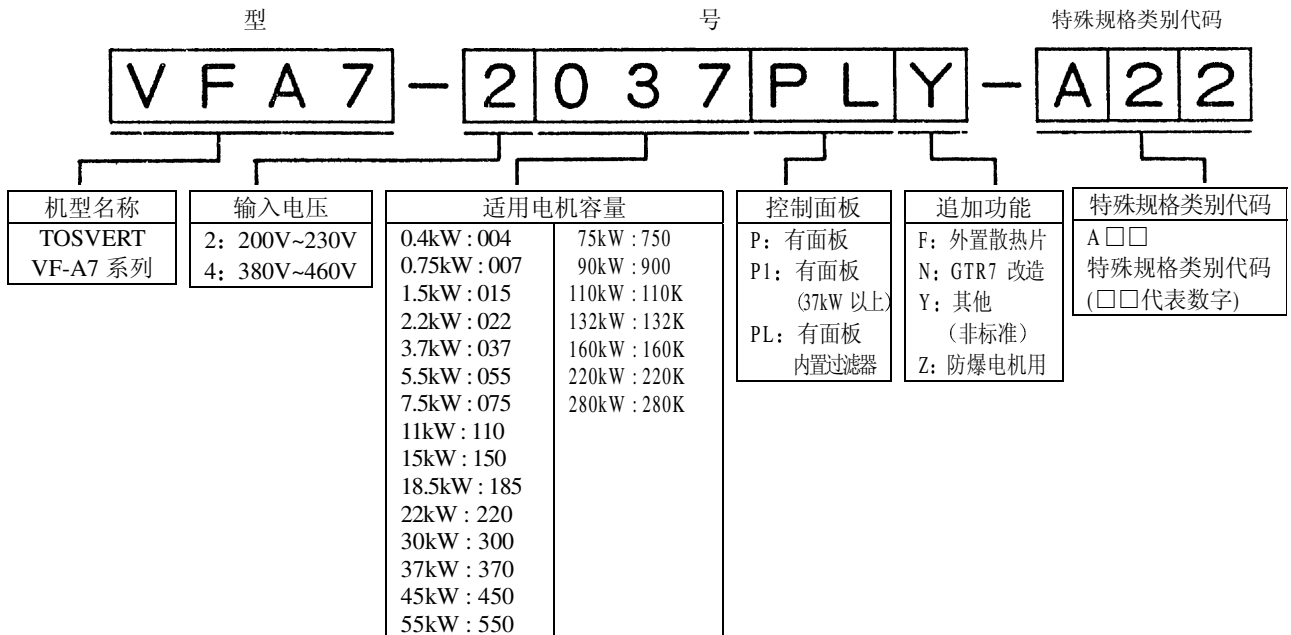 型 号 特殊规格类别代码
VFA7-2037PLY-A22
机型名称
TOSVERT
VF-A7 系列
输入电压
2: 200V~230V
4: 380V~460V
适用电机容量
0.4kW : 004
0.75kW : 007
1.5kW : 015
2.2kW : 022
3.7kW : 037
5.5kW : 055
7.5kW : 075
11kW : 110
15kW : 150
18.5kW : 185
22kW : 220
30kW : 300
37kW : 370
45kW : 450
55kW : 550
75kW : 750
90kW : 900
110kW : 110K
132kW : 132K
160kW : 160K
220kW : 220K
280kW : 280K
控制面板
P: 有面板
P1: 有面板
(37kW 以上)
PL: 有面板
内置过滤器
追加功能
F: 外置散热片
N: GTR7 改造
Y: 其他
（非标准）
Z: 防爆电机用
特殊规格类别代码
A□□
特殊规格类别代码
(□□代表数字)